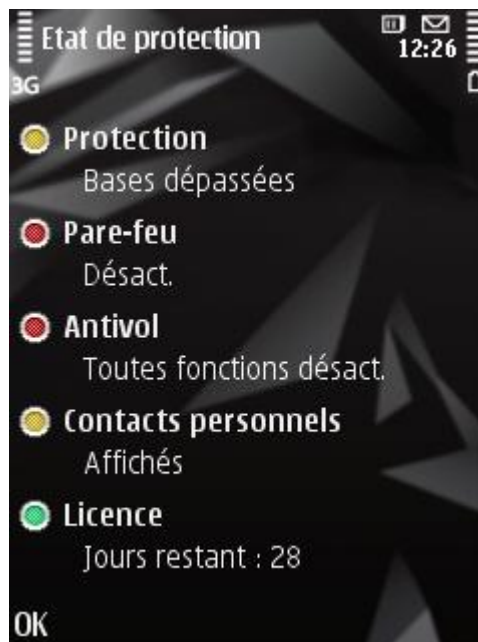 Etat de protection
12:26
3G
Protection
Bases dépassées
Pare-feu
Désact.
Antivol
Toutes fonctions désact.
Contacts personnels
Affichés
Licence
Jours restant : 28
OK